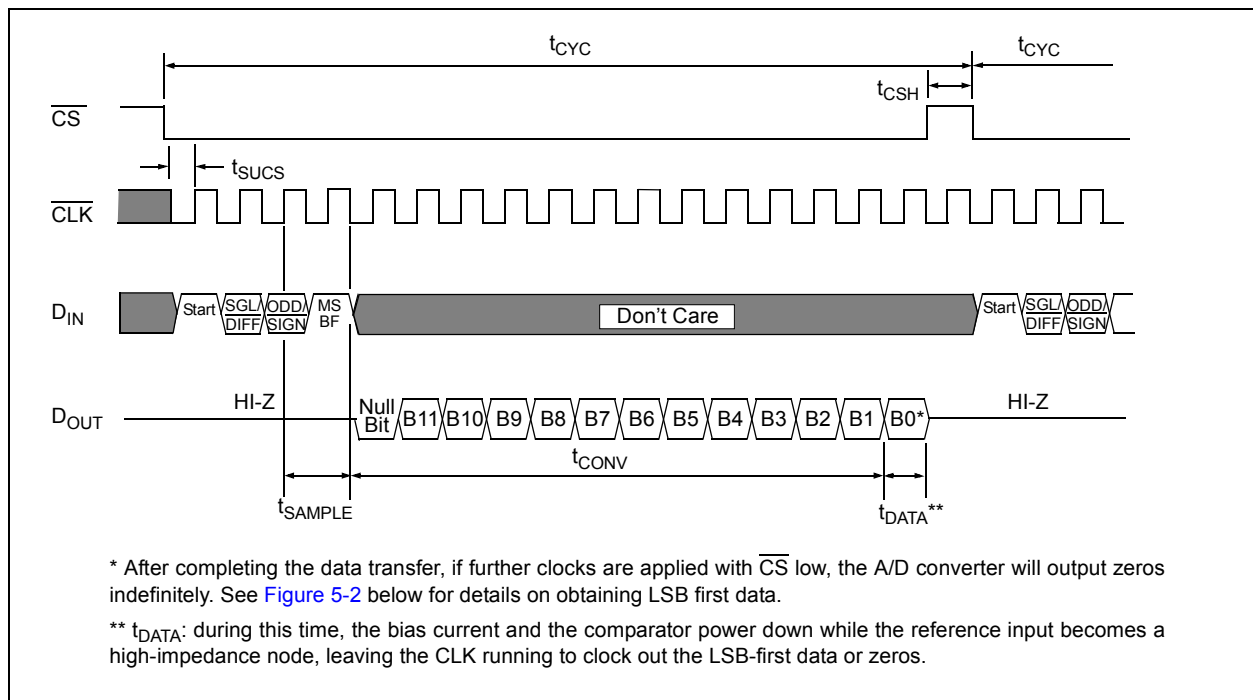 tCYC tCYC
tCSH
CS
tSUCS
CLK
DIN Start SGL/ DIFF ODD/ SIGN MS BF Don't Care Start SGL/ DIFF ODD/ SIGN
DOUT HI-Z Null Bit B11 B10 B9 B8 B7 B6 B5 B4 B3 B2 B1 B0* HI-Z
tCONV
tSAMPLE tDATA**
* After completing the data transfer, if further clocks are applied with CS low, the A/D converter will output zeros
indefinitely. See Figure 5-2 below for details on obtaining LSB first data.
** tDATA: during this time, the bias current and the comparator power down while the reference input becomes a
high-impedance node, leaving the CLK running to clock out the LSB-first data or zeros.